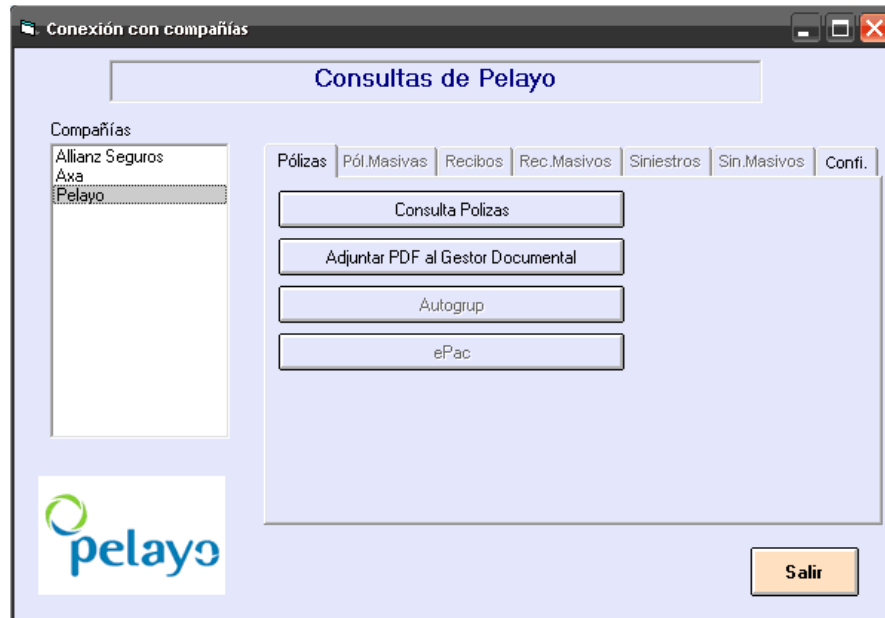 Conexión con compañías
Consultas de Pelayo
Compañías
Allianz Seguros
Axa
Pelayo
Pólizas Pól.Masivas Recibos Rec.Masivos Siniestros Sin.Masivos Confi.
Consulta Polizas
Adjuntar PDF al Gestor Documental
Autogrup
ePac
pelayo
Salir